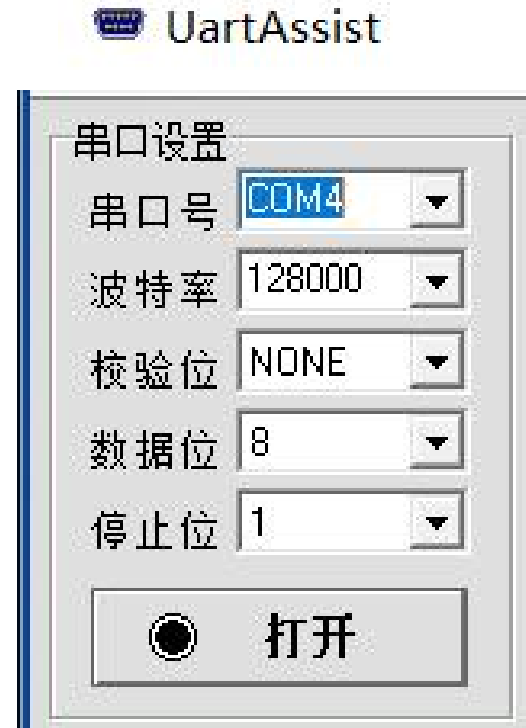 UartAssist
串口设置
串口号 COM4
波特率 128000
校验位 NONE
数据位 8
停止位 1
打开